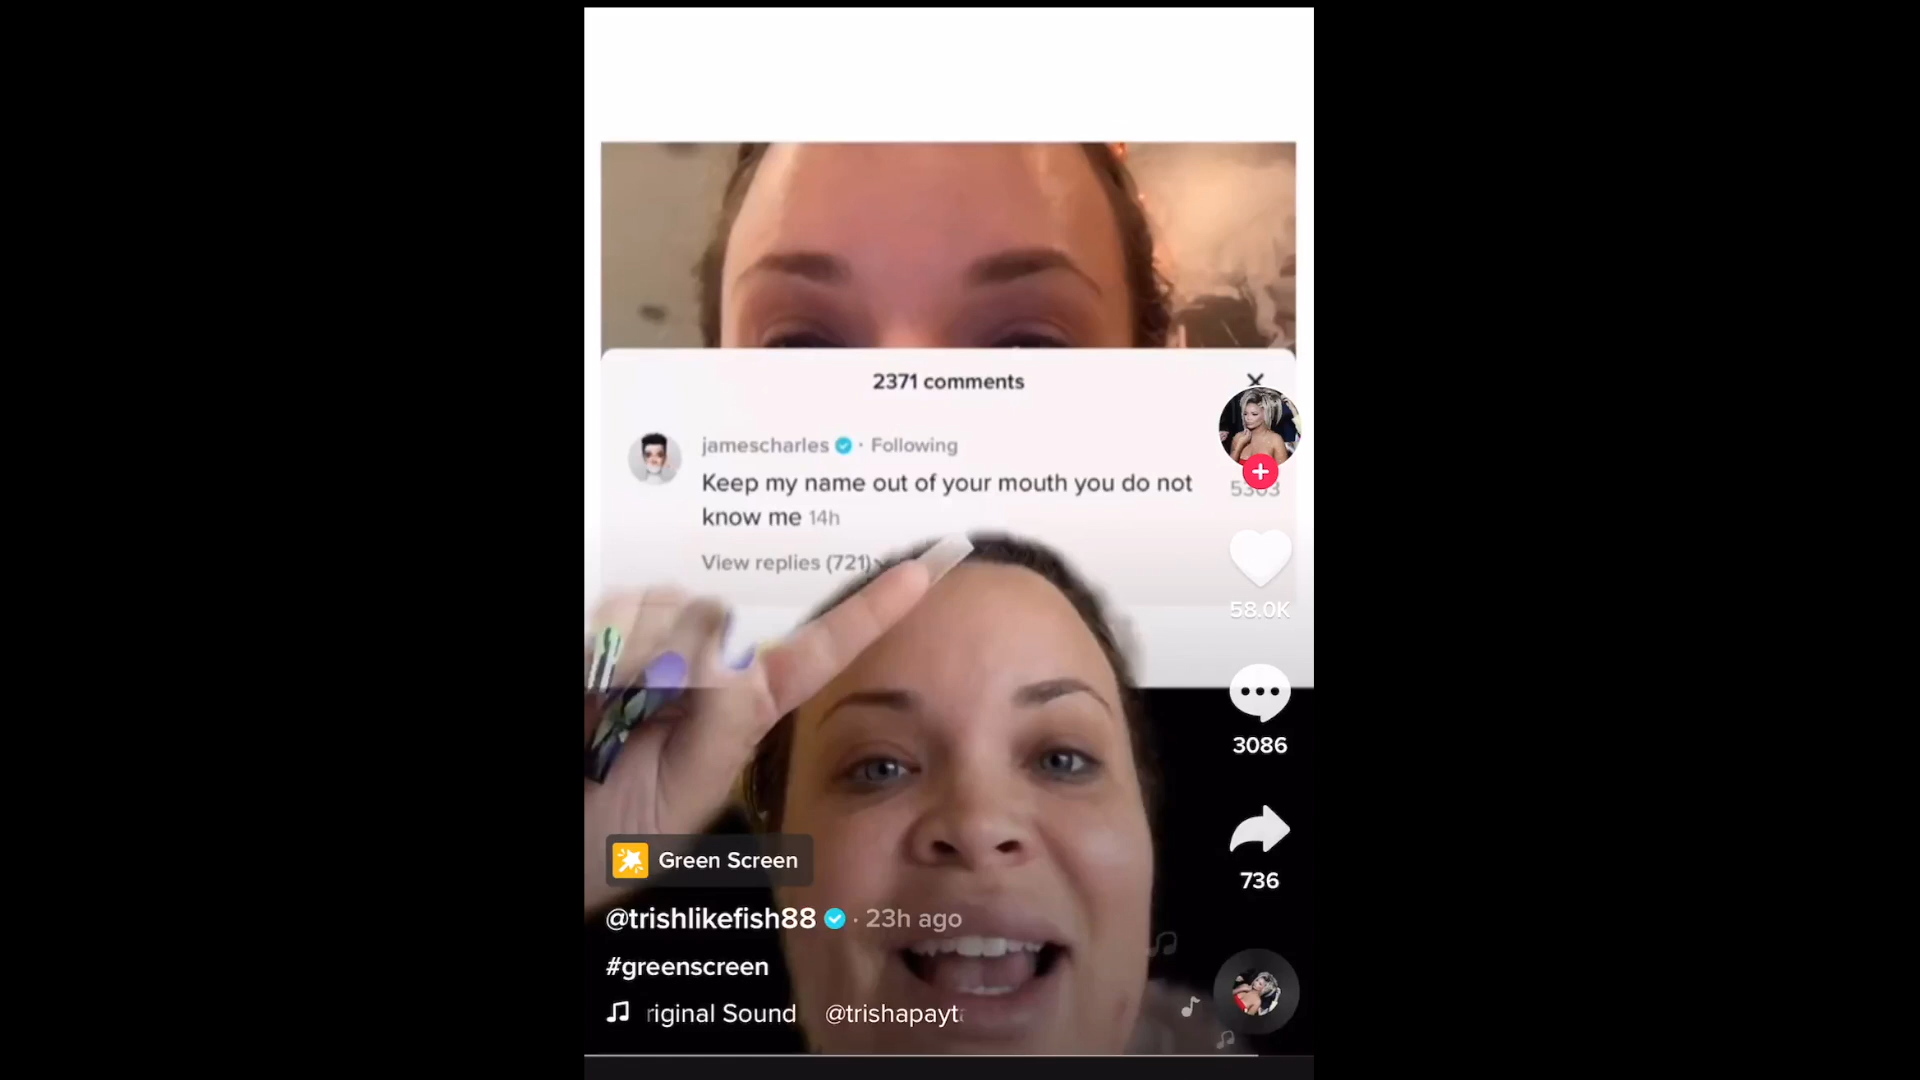 2371 comments
jamescharles · Following
Keep my name out of your mouth you do not
know me 14h
View replies (721)
58.0K
3086
736
Green Screen
@trishlikefish88 · 23h ago
#greenscreen
riginal Sound @trishapayt